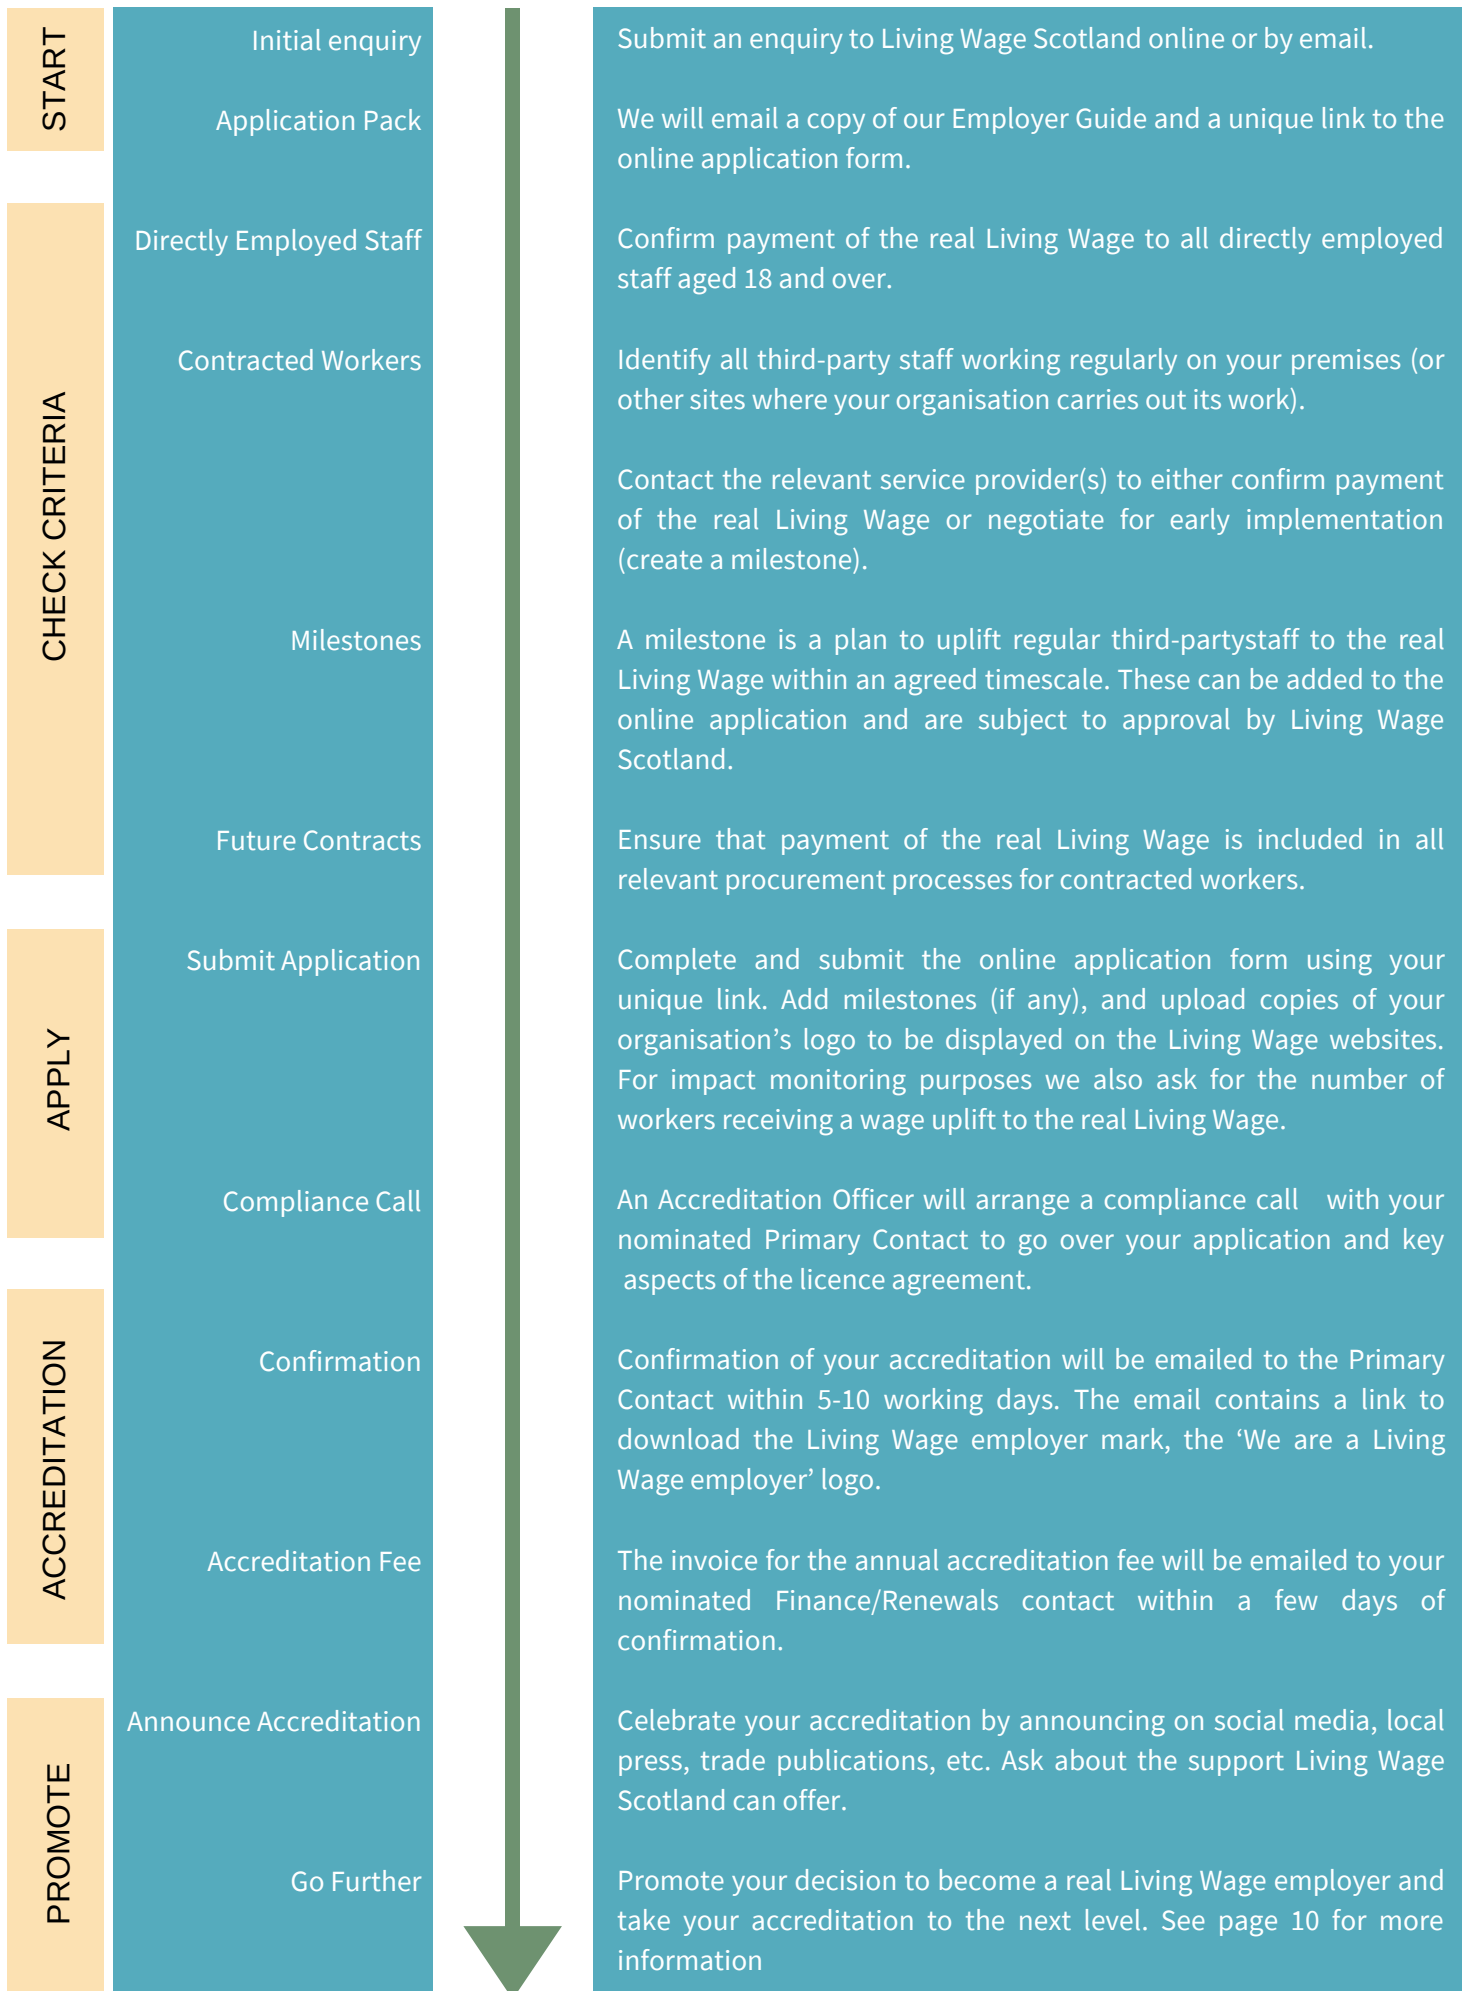 START
Initial enquiry
Submit an enquiry to Living Wage Scotland online or by email.
Application Pack
We will email a copy of our Employer Guide and a unique link to the
online application form.
CHECK CRITERIA
Directly Employed Staff
Confirm payment of the real Living Wage to all directly employed
staff aged 18 and over.
Contracted Workers
Identify all third-party staff working regularly on your premises (or
other sites where your organisation carries out its work).
Contact the relevant service provider(s) to either confirm payment
of the real Living Wage or negotiate for early implementation
(create a milestone).
Milestones
A milestone is a plan to uplift regular third-partystaff to the real
Living Wage within an agreed timescale. These can be added to the
online application and are subject to approval by Living Wage
Scotland.
Future Contracts
Ensure that payment of the real Living Wage is included in all
relevant procurement processes for contracted workers.
APPLY
Submit Application
Complete and submit the online application form using your
unique link. Add milestones (if any), and upload copies of your
organisation’s logo to be displayed on the Living Wage websites.
For impact monitoring purposes we also ask for the number of
workers receiving a wage uplift to the real Living Wage.
Compliance Call
An Accreditation Officer will arrange a compliance call with your
nominated Primary Contact to go over your application and key
aspects of the licence agreement.
ACCREDITATION
Confirmation
Confirmation of your accreditation will be emailed to the Primary
Contact within 5-10 working days. The email contains a link to
download the Living Wage employer mark, the ‘We are a Living
Wage employer’ logo.
Accreditation Fee
The invoice for the annual accreditation fee will be emailed to your
nominated Finance/Renewals contact within a few days of
confirmation.
PROMOTE
Announce Accreditation
Celebrate your accreditation by announcing on social media, local
press, trade publications, etc. Ask about the support Living Wage
Scotland can offer.
Go Further
Promote your decision to become a real Living Wage employer and
take your accreditation to the next level. See page 10 for more
information